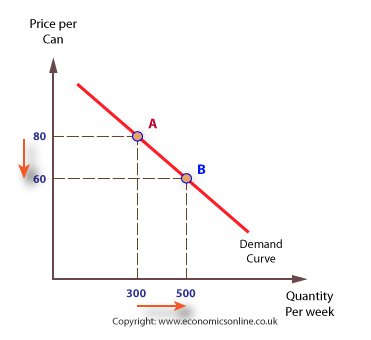 Price per
Can
A
80
B
60
Demand
Curve
300
500
Quantity
Per week
Copyright: www.economicsonline.co.uk